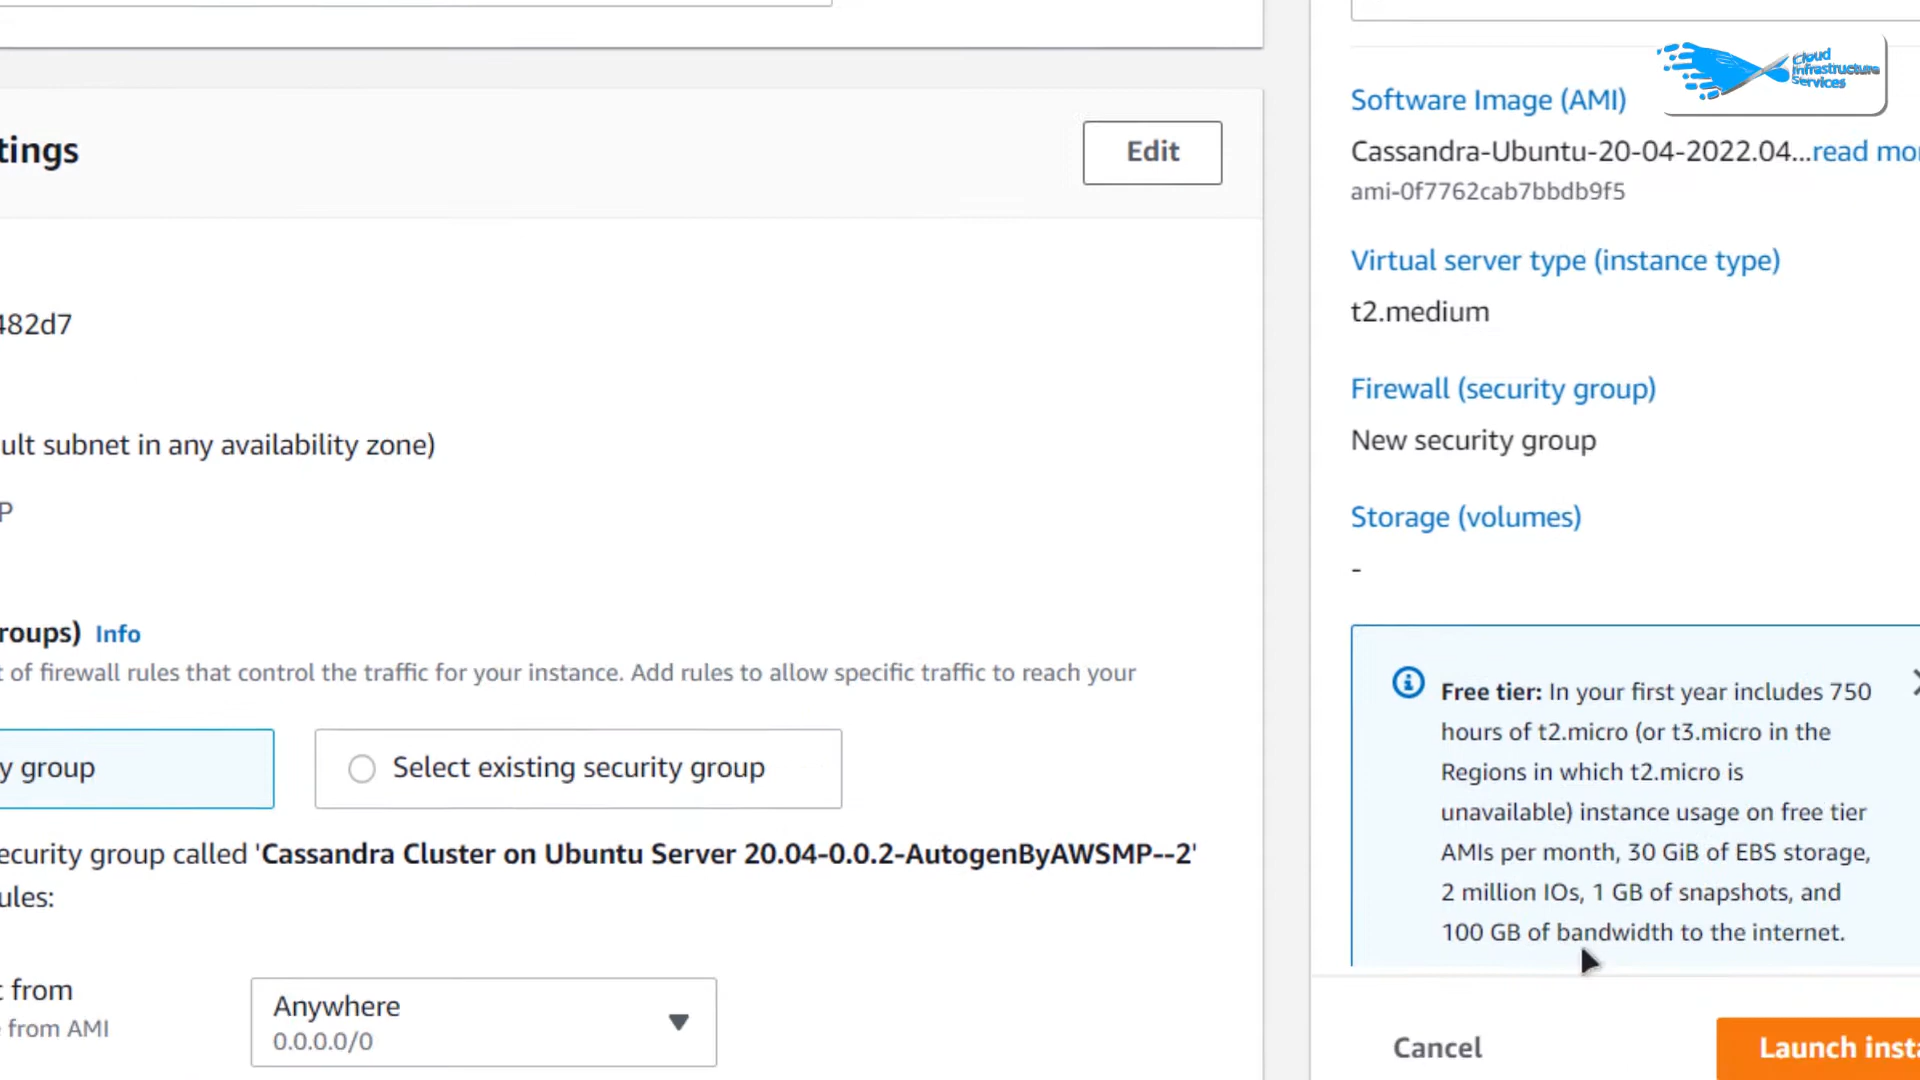 tings
Edit
482d7
ult subnet in any availability zone)
P
roups) Info
t of firewall rules that control the traffic for your instance. Add rules to allow specific traffic to reach your
y group
Select existing security group
ecurity group called 'Cassandra Cluster on Ubuntu Server 20.04-0.0.2-AutogenByAWSMP--2'
ules:
t from
e from AMI
Anywhere
0.0.0.0/0
Cloud
Infrastructure
Services
Software Image (AMI)
Cassandra-Ubuntu-20-04-2022.04...read mor
ami-0f7762cab7bbdb9f5
Virtual server type (instance type)
t2.medium
Firewall (security group)
New security group
Storage (volumes)
-
Free tier: In your first year includes 750
hours of t2.micro (or t3.micro in the
Regions in which t2.micro is
unavailable) instance usage on free tier
AMIs per month, 30 GiB of EBS storage,
2 million IOs, 1 GB of snapshots, and
100 GB of bandwidth to the internet.
Cancel
Launch insta